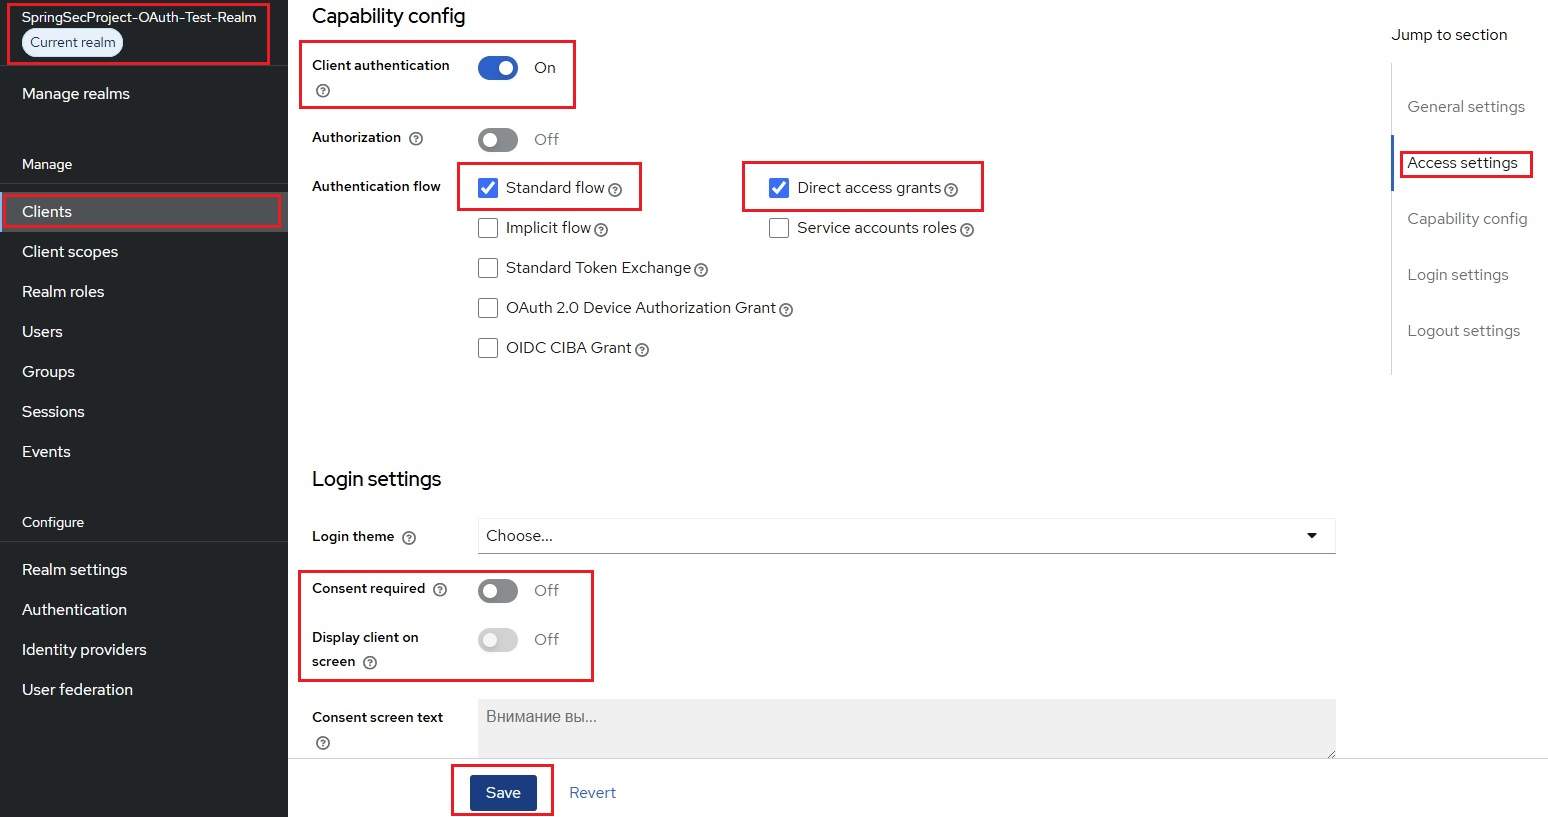 SpringSecProject-OAuth-Test-Realm
Current realm
Manage realms
Manage
Clients
Client scopes
Realm roles
Users
Groups
Sessions
Events
Configure
Realm settings
Authentication
Identity providers
User federation
Capability config
Client authentication
On
Authorization
Off
Authentication flow
Standard flow
Direct access grants
Implicit flow
Service accounts roles
Standard Token Exchange
OAuth 2.0 Device Authorization Grant
OIDC CIBA Grant
Login settings
Login theme
Choose...
Consent required
Off
Display client on
screen
Off
Consent screen text
Внимание вы...
Save
Revert
Jump to section
General settings
Access settings
Capability config
Login settings
Logout settings